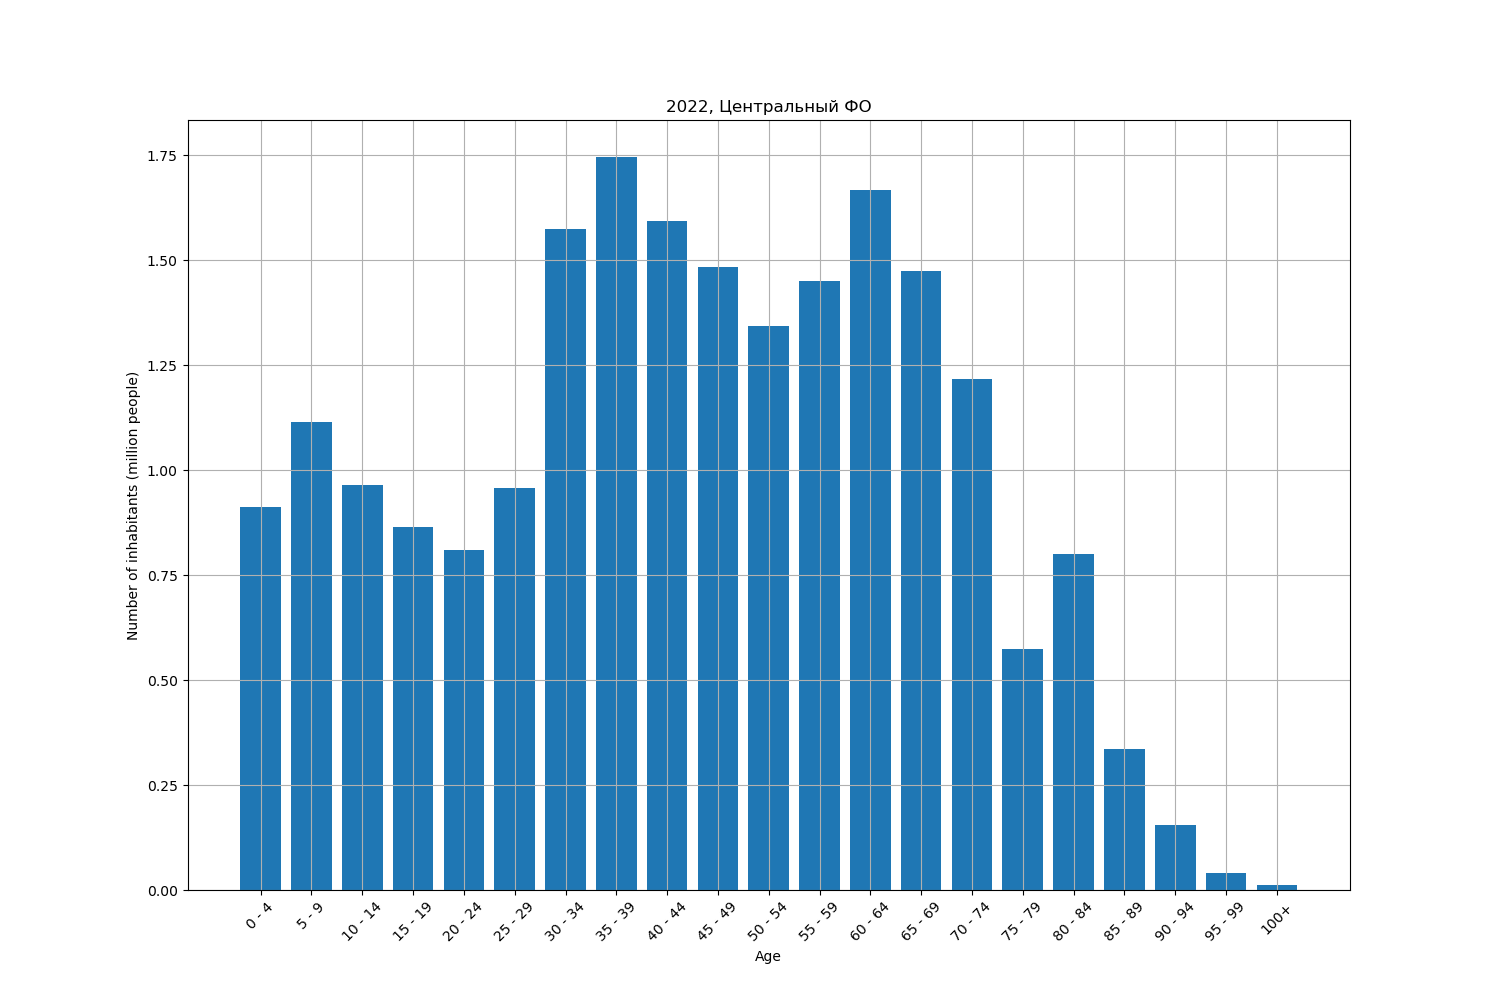 2022, Центральный ФО
Number of inhabitants (million people)
1.75
1.50
1.25
1.00
0.75
0.50
0.25
0.00
0 - 4
5 - 9
10 - 14
15 - 19
20 - 24
25 - 29
30 - 34
35 - 39
40 - 44
45 - 49
50 - 54
55 - 59
60 - 64
65 - 69
70 - 74
75 - 79
80 - 84
85 - 89
90 - 94
95 - 99
100+
Age